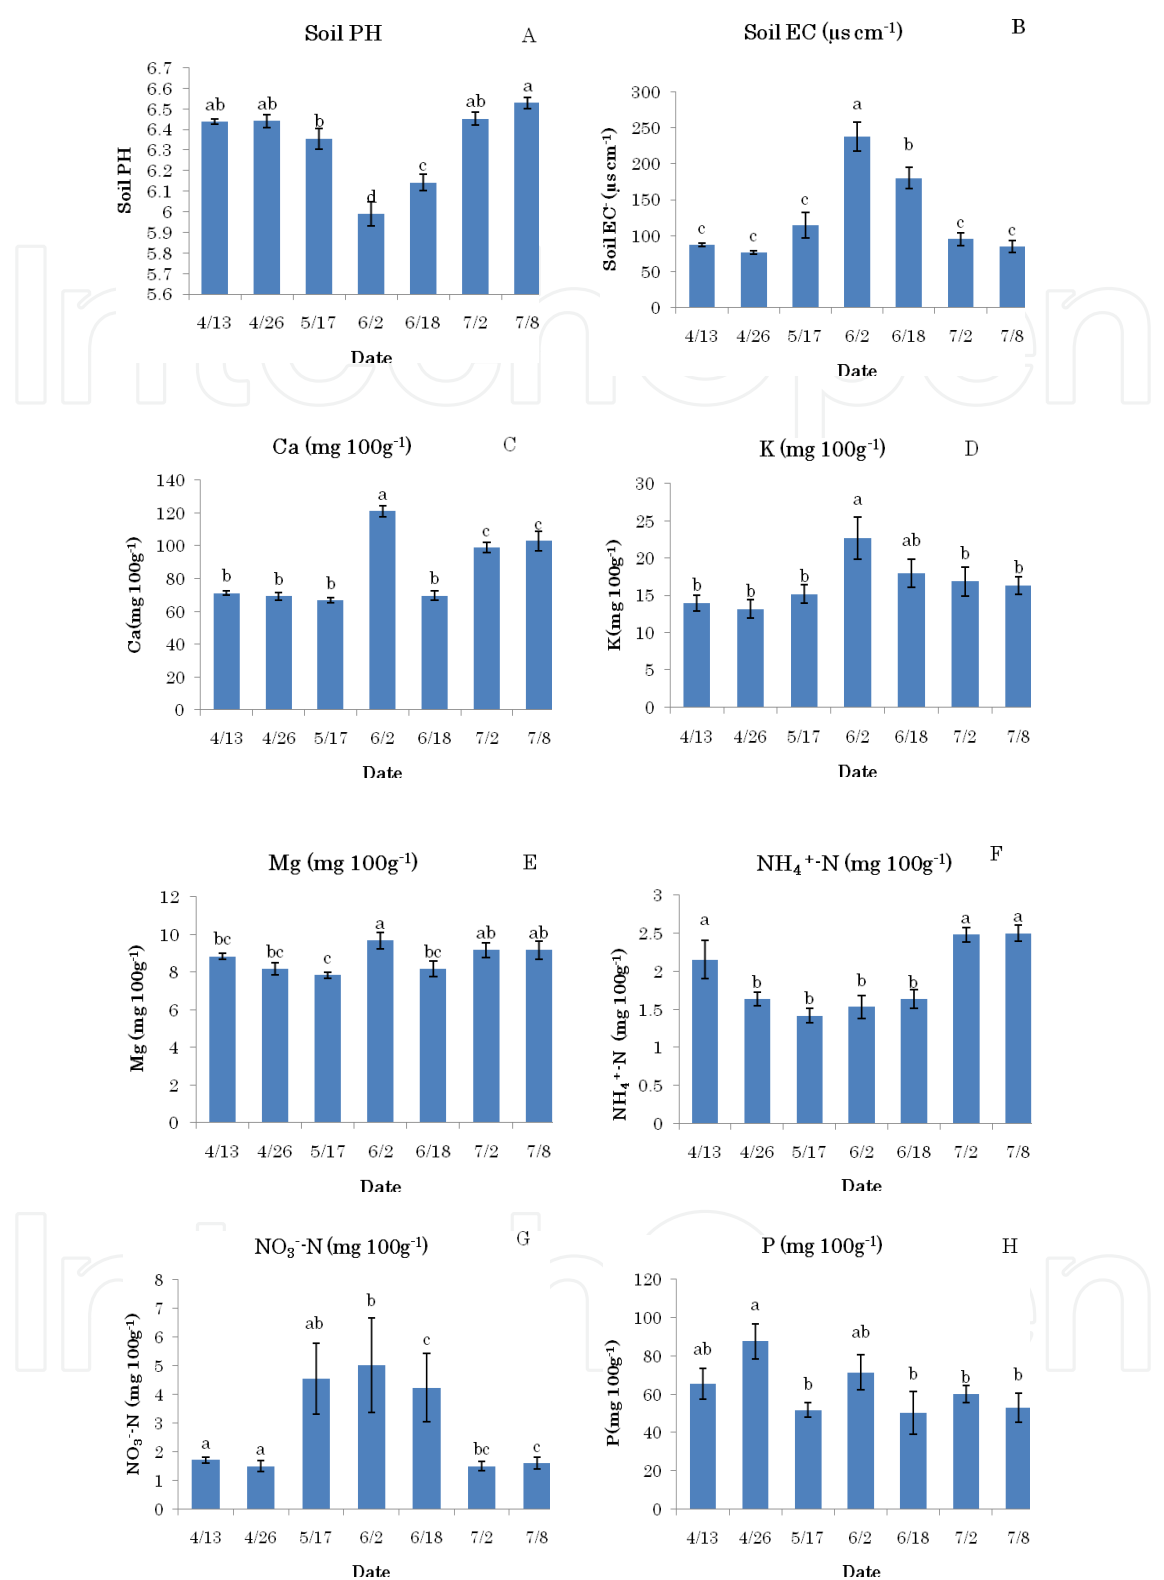 Soil PH A
6.7
6.6
6.5
6.4
6.3
6.2
6.1
6
5.9
5.8
5.7
5.6
Soil PH
ab ab b d c ab a
4/13 4/26 5/17 6/2 6/18 7/2 7/8
Date
Soil EC (μs cm⁻¹) B
300
250
200
150
100
50
0
Soil EC (μs cm⁻¹)
c c c a b c c
4/13 4/26 5/17 6/2 6/18 7/2 7/8
Date
Ca (mg 100g⁻¹) C
140
120
100
80
60
40
20
0
Ca(mg 100g⁻¹)
b b b a b c c
4/13 4/26 5/17 6/2 6/18 7/2 7/8
Date
K (mg 100g⁻¹) D
30
25
20
15
10
5
0
K(mg 100g⁻¹)
b b b a ab b b
4/13 4/26 5/17 6/2 6/18 7/2 7/8
Date
Mg (mg 100g⁻¹) E
12
10
8
6
4
2
0
Mg (mg 100g⁻¹)
bc bc c a bc ab ab
4/13 4/26 5/17 6/2 6/18 7/2 7/8
Date
NH₄⁺-N (mg 100g⁻¹) F
3
2.5
2
1.5
1
0.5
0
NH₄⁺-N (mg 100g⁻¹)
a b b b b a a
4/13 4/26 5/17 6/2 6/18 7/2 7/8
Date
NO₃⁻-N (mg 100g⁻¹) G
8
7
6
5
4
3
2
1
0
NO₃⁻-N (mg 100g⁻¹)
a a ab b c bc c
4/13 4/26 5/17 6/2 6/18 7/2 7/8
Date
P (mg 100g⁻¹) H
120
100
80
60
40
20
0
P(mg 100g⁻¹)
ab a b ab b b b
4/13 4/26 5/17 6/2 6/18 7/2 7/8
Date